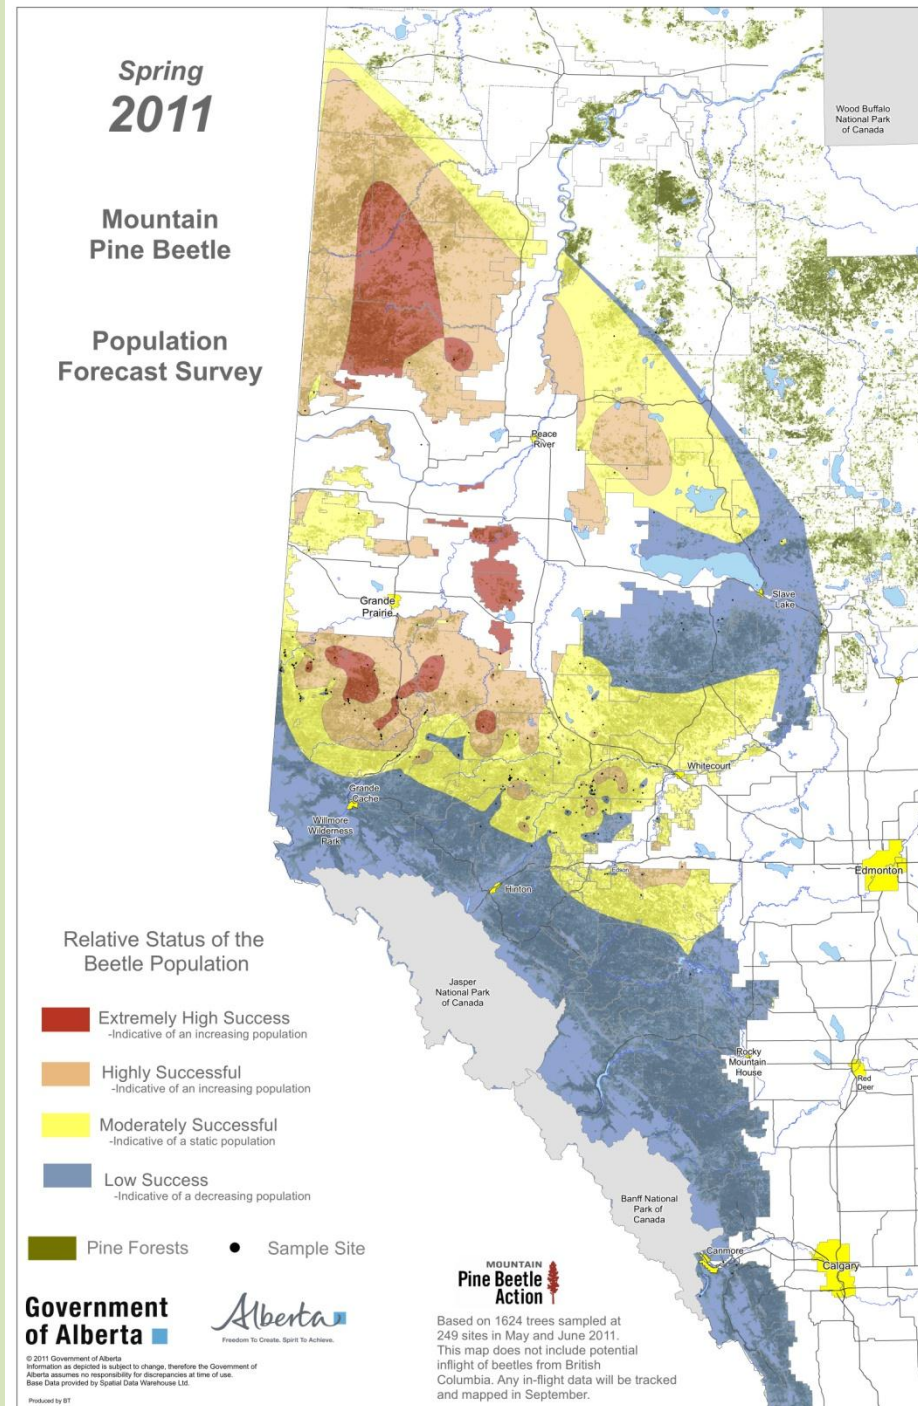 Spring
2011
Mountain
Pine Beetle
Population
Forecast Survey
Wood Buffalo
National Park
of Canada
Peace
River
Slave
Lake
Grande
Prairie
Whitecourt
Grande
Cache
Willmore
Wilderness
Park
Edmonton
Edson
Hinton
Jasper
National Park
of Canada
Rocky
Mountain
House
Red
Deer
Banff National
Park of
Canada
Canmore
Calgary
Relative Status of the
Beetle Population
Extremely High Success
-Indicative of an increasing population
Highly Successful
-Indicative of an increasing population
Moderately Successful
-Indicative of a static population
Low Success
-Indicative of a decreasing population
Pine Forests
Sample Site
Government
of Alberta
Alberta
Freedom To Create. Spirit To Achieve.
MOUNTAIN
Pine Beetle
Action
Based on 1624 trees sampled at
249 sites in May and June 2011.
This map does not include potential
inflight of beetles from British
Columbia. Any in-flight data will be tracked
and mapped in September.
© 2011 Government of Alberta
Information as depicted is subject to change, therefore the Government of
Alberta assumes no responsibility for discrepancies at time of use.
Base Data provided by Spatial Data Warehouse Ltd.
Produced by BT